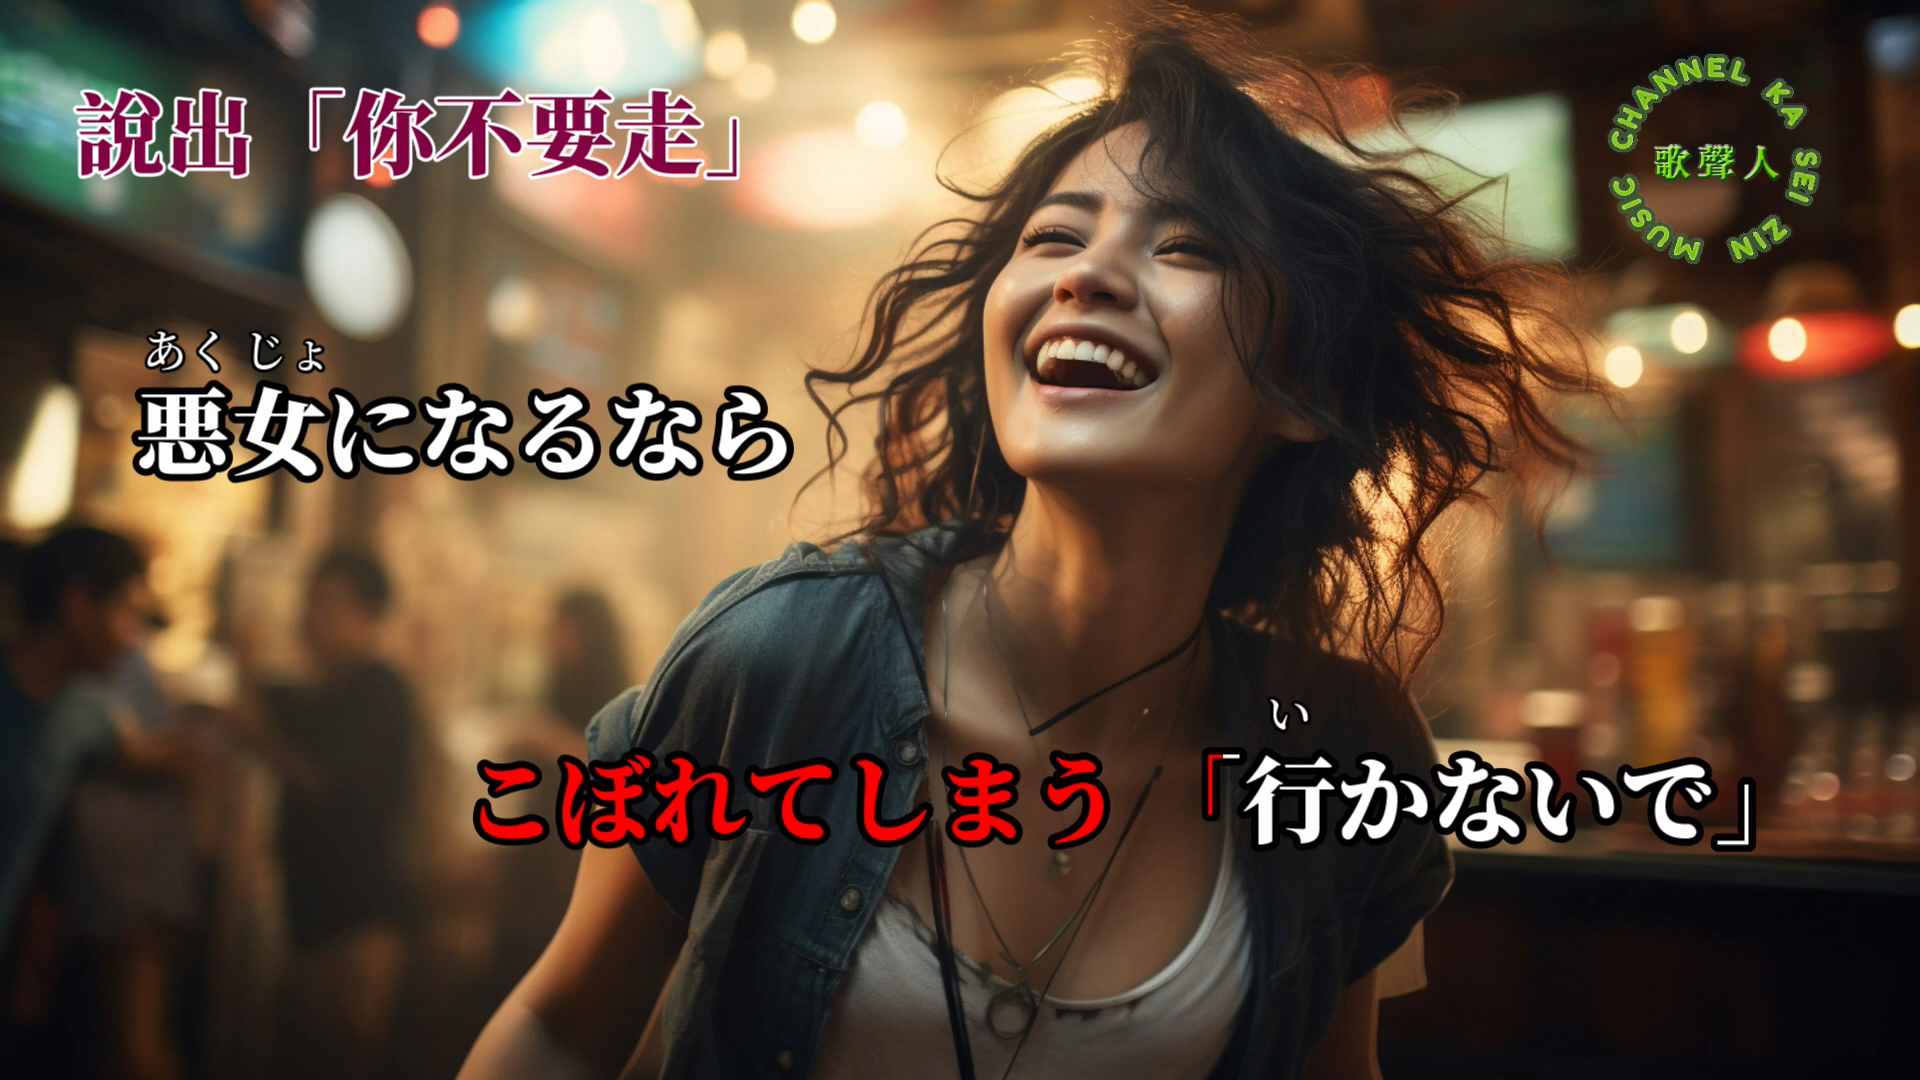 說出「你不要走」
CHANNEL KA SEI ZIN MUSIC
歌聲人
あくじょ
悪女になるなら
い
こぼれてしまう「行かないで」